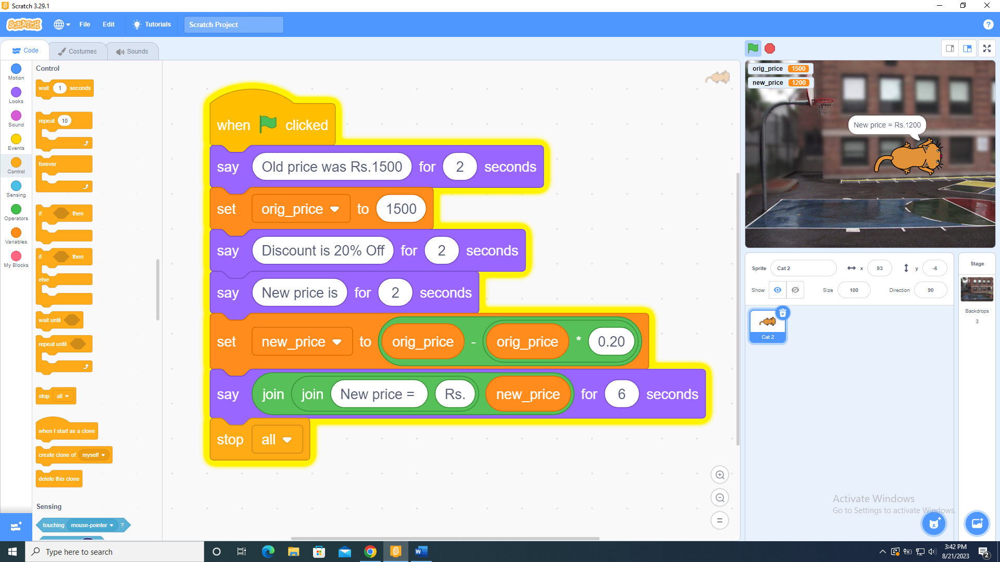 Scratch 3.29.1
SCRATCH File Edit Tutorials Scratch Project ?
Code Costumes Sounds
Motion
Looks
Sound
Events
Control
Sensing
Operators
Variables
My Blocks
Control
wait 1 seconds
repeat 10
forever
if then
if then
else
wait until
repeat until
stop all
when I start as a clone
create clone of myself
delete this clone
Sensing
touching mouse-pointer ?
when clicked
say Old price was Rs.1500 for 2 seconds
set orig_price to 1500
say Discount is 20% Off for 2 seconds
say New price is for 2 seconds
set new_price to orig_price - orig_price * 0.20
say join join New price = Rs. new_price for 6 seconds
stop all
orig_price 1500
new_price 1200
New price = Rs.1200
Sprite Cat 2 x 93 y -6
Show Size 100 Direction 90
Cat 2
Stage
Backdrops
3
Activate Windows
Go to Settings to activate Windows.
Type here to search
3:42 PM
8/21/2023
2